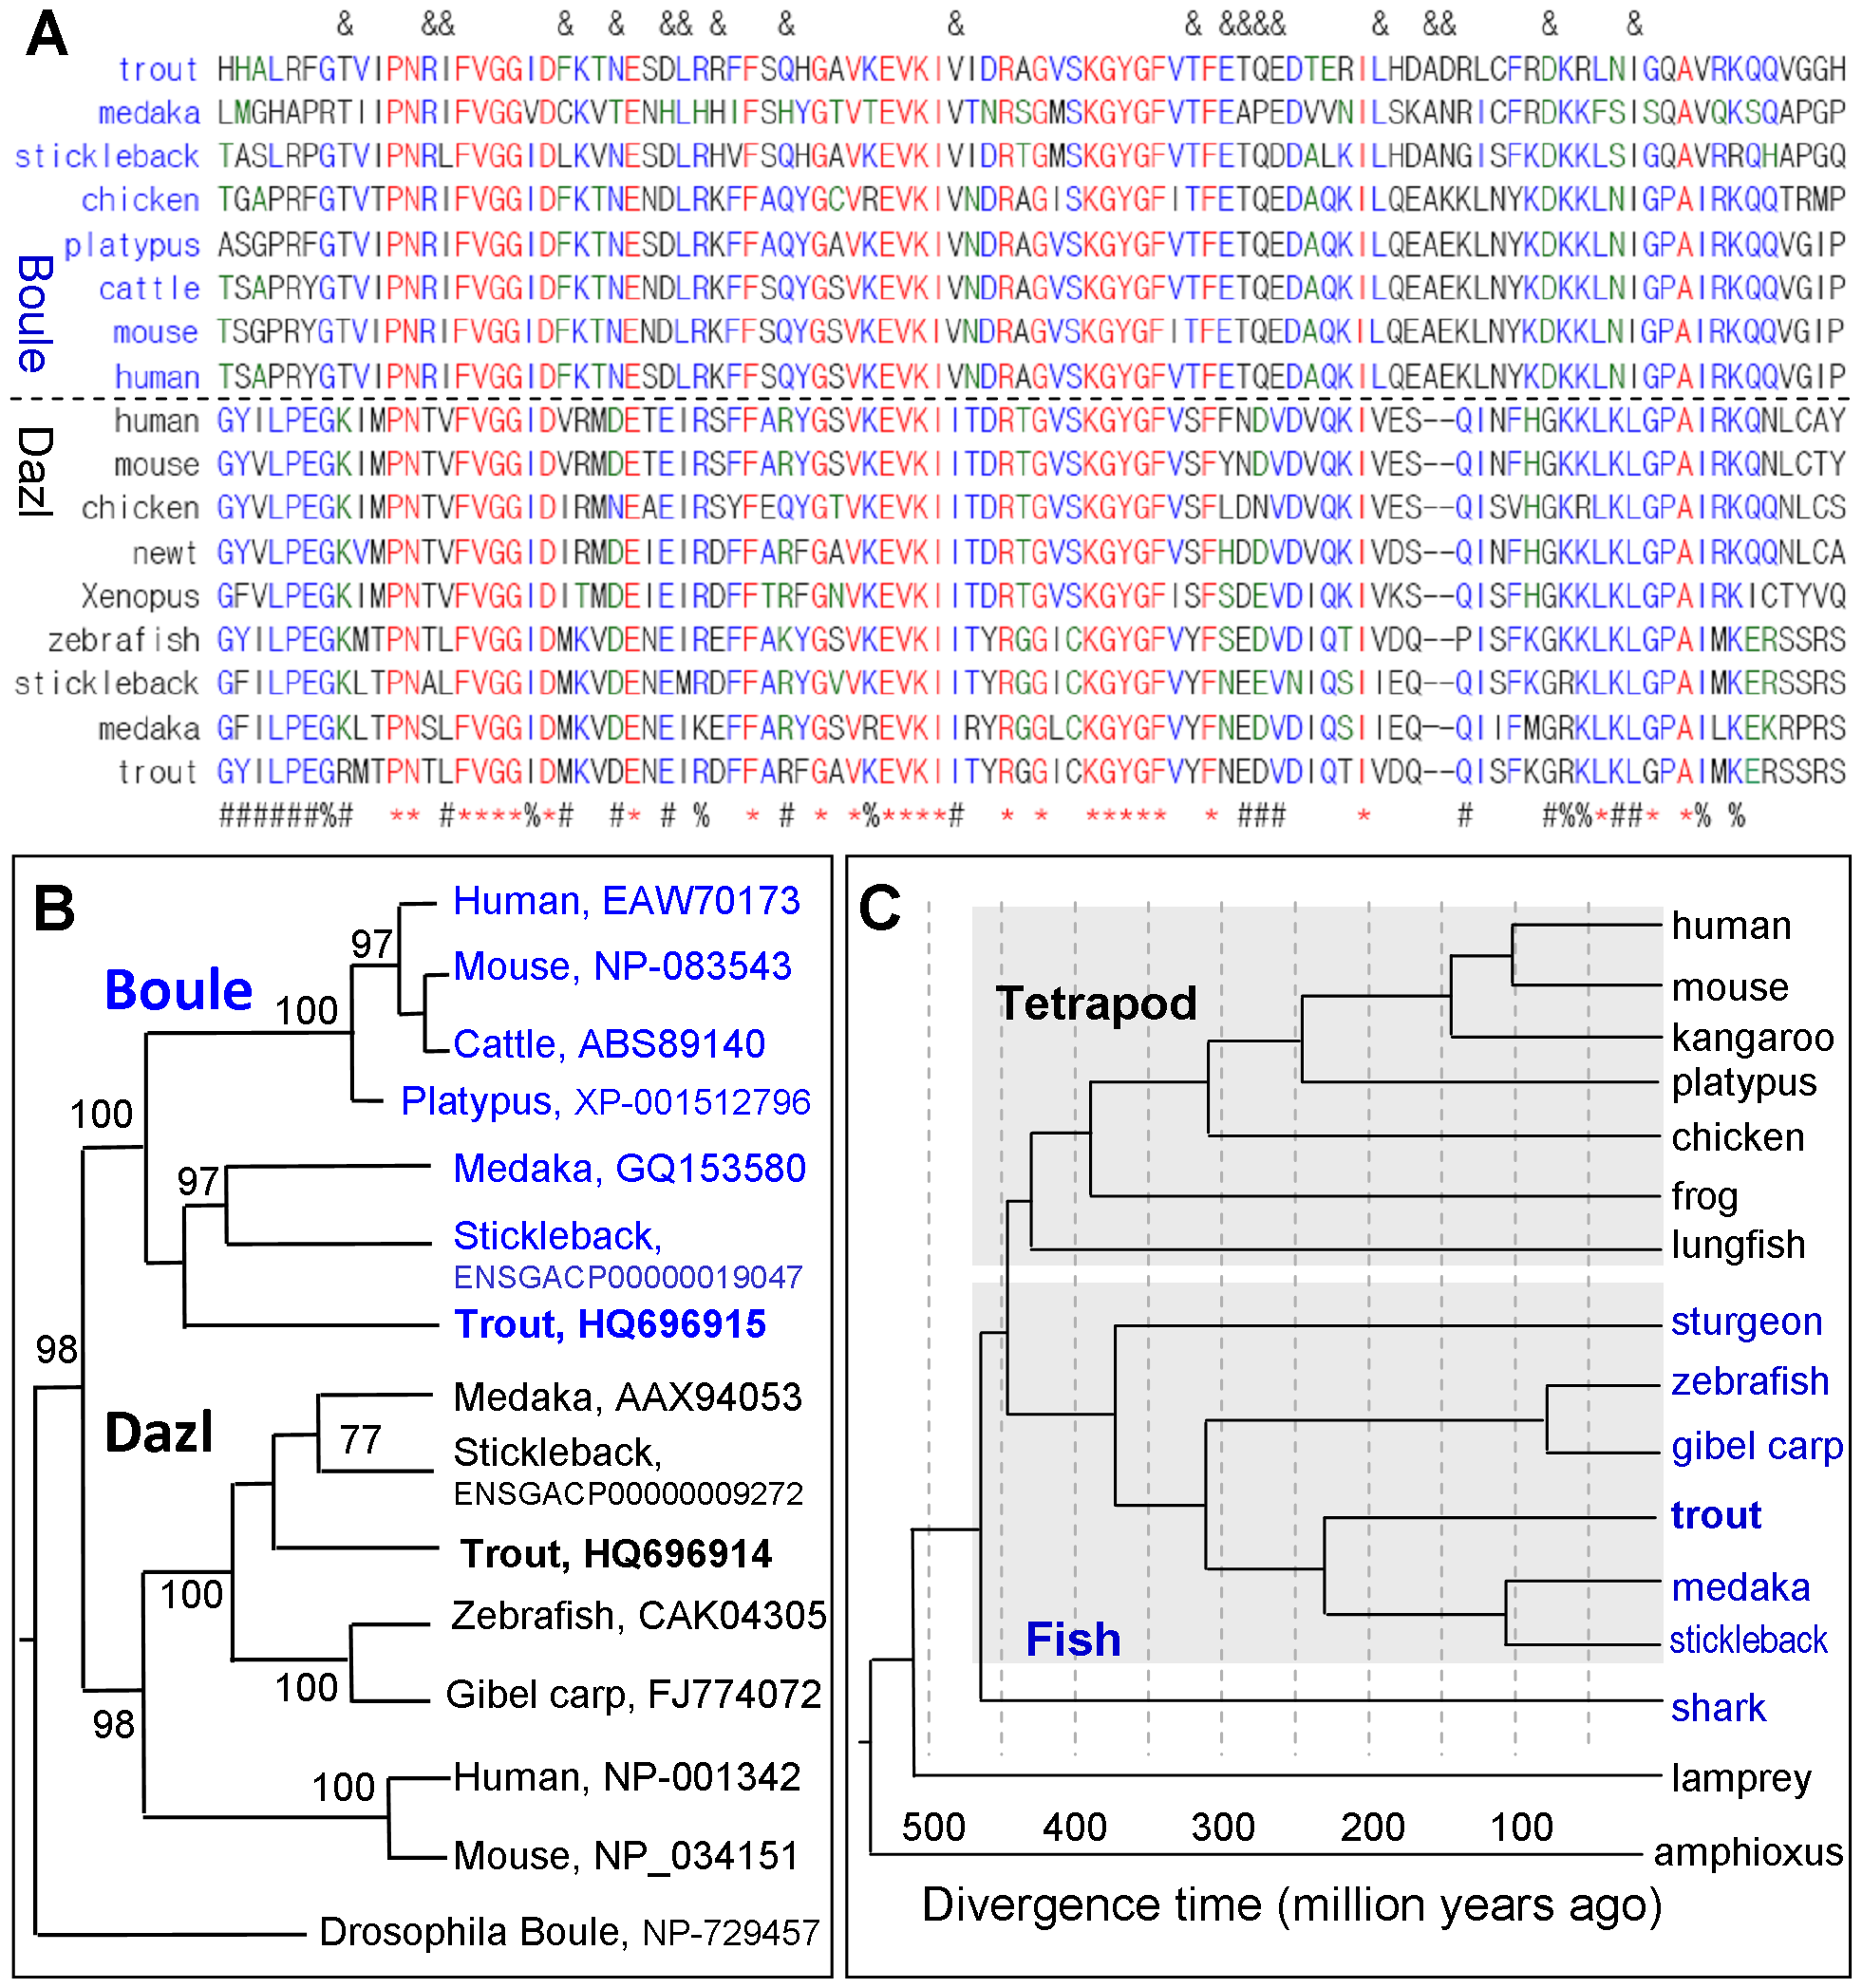 A
& && & & && & & & & &&&& & && & &
trout HHALRFGTVIPNRIFVGGIDFKTNESDLRRFFSQHGAVKEVKIVIDRAGVSKGYGFVTFETQEDTERILHDADRLCFRDKRLNIGQAVRKQQVGGH
medaka LMGHAPRTIIPNRIFVGGVDCKVTENHLHHIFSHYGTVTEVKIVTNRSGMSKGYGFVTFEAPEDVVNILSKANRICFRDKKFSISQAVQKSQAPGP
stickleback TASLRPGTVIPNRLFVGGIDLKVNESDLRHVFSQHGAVKEVKIVIDRTGMSKGYGFVTFETQDDALKILHDANGISFKDKKLSIGQAVRRQHAPGQ
chicken TGAPRFGTVTPNRIFVGGIDFKTNENDLRKFFAQYGCVREVKIVNDRAGISKGYGFITFETQEDAQKILQEAKKLNYKDKKLNIGPAIRKQQTRMP
platypus ASGPRFGTVIPNRIFVGGIDFKTNESDLRKFFAQYGAVKEVKIVNDRAGVSKGYGFVTFETQEDAQKILQEAEKLNYKDKKLNIGPAIRKQQVGIP
cattle TSAPRYGTVIPNRIFVGGIDFKTNENDLRKFFSQYGSVKEVKIVNDRAGVSKGYGFVTFETQEDAQKILQEAEKLNYKDKKLNIGPAIRKQQVGIP
mouse TSGPRYGTVIPNRIFVGGIDFKTNENDLRKFFSQYGSVKEVKIVNDRAGVSKGYGFITFETQEDAQKILQEAEKLNYKDKKLNIGPAIRKQQVGIP
human TSAPRYGTVIPNRIFVGGIDFKTNESDLRKFFSQYGSVKEVKIVNDRAGVSKGYGFVTFETQEDAQKILQEAEKLNYKDKKLNIGPAIRKQQVGIP
Boule
human GYILPEGKIMPNTVFVGGIDVRMDETEIRSFFARYGSVKEVKIITDRTGVSKGYGFVSFFNDVDVQKIVES--QINFHGKKLKLGPAIRKQNLCAY
mouse GYVLPEGKIMPNTVFVGGIDVRMDETEIRSFFARYGSVKEVKIITDRTGVSKGYGFVSFYNDVDVQKIVES--QINFHGKKLKLGPAIRKQNLCTY
chicken GYVLPEGKIMPNTVFVGGIDIRMNEAEIRSYFEQYGTVKEVKIITDRTGVSKGYGFVSFLDNVDVQKIVES--QISVHGKRLKLGPAIRKQQNLCS
newt GYVLPEGKVMPNTVFVGGIDIRMDEIEIRDFFARFGAVKEVKIITDRTGVSKGYGFVSFHDDVDVQKIVDS--QINFHGKKLKLGPAIRKQQNLCA
Xenopus GFVLPEGKIMPNTVFVGGIDITMDEIEIRDFFTRFGNVKEVKIITDRTGVSKGYGFISFSDEVDIQKIVKS--QISFHGKKLKLGPAIRKICTYVQ
zebrafish GYILPEGKMTPNTLFVGGIDMKVDENEIREFFAKYGSVKEVKIITYRGGICKGYGFVYFSEDVDIQTIVDQ--PISFKGKKLKLGPAIMKERSSRS
stickleback GFILPEGKLTPNALFVGGIDMKVDENEMRDFFARYGVVKEVKIITYRGGICKGYGFVYFNEEVNIQSIIEQ--QISFKGRKLKLGPAIMKERSSRS
medaka GFILPEGKLTPNSLFVGGIDMKVDENEIKEFFARYGSVREVKIIRYRGGLCKGYGFVYFNEDVDIQSIIEQ--QIIFMGRKLKLGPAILKEKRPRS
trout GYILPEGRMTPNTLFVGGIDMKVDENEIRDFFARFGAVKEVKIITYRGGICKGYGFVYFNEDVDIQTIVDQ--QISFKGRKLKLGPAIMKERSSRS
Dazl
######%# ** #****%*# #* # % * # * *%****# * * ***** * ### * # #%%*##* *% %
B
Human, EAW70173
97
Mouse, NP-083543
Boule
100
Cattle, ABS89140
Platypus, XP-001512796
100
Medaka, GQ153580
97
Stickleback,
ENSGACP00000019047
Trout, HQ696915
98
Medaka, AAX94053
Dazl
77
Stickleback,
ENSGACP00000009272
Trout, HQ696914
100
Zebrafish, CAK04305
100
Gibel carp, FJ774072
98
Human, NP-001342
100
Mouse, NP_034151
Drosophila Boule, NP-729457
C
human
mouse
Tetrapod
kangaroo
platypus
chicken
frog
lungfish
sturgeon
zebrafish
gibel carp
trout
medaka
Fish
stickleback
shark
lamprey
500 400 300 200 100
amphioxus
Divergence time (million years ago)